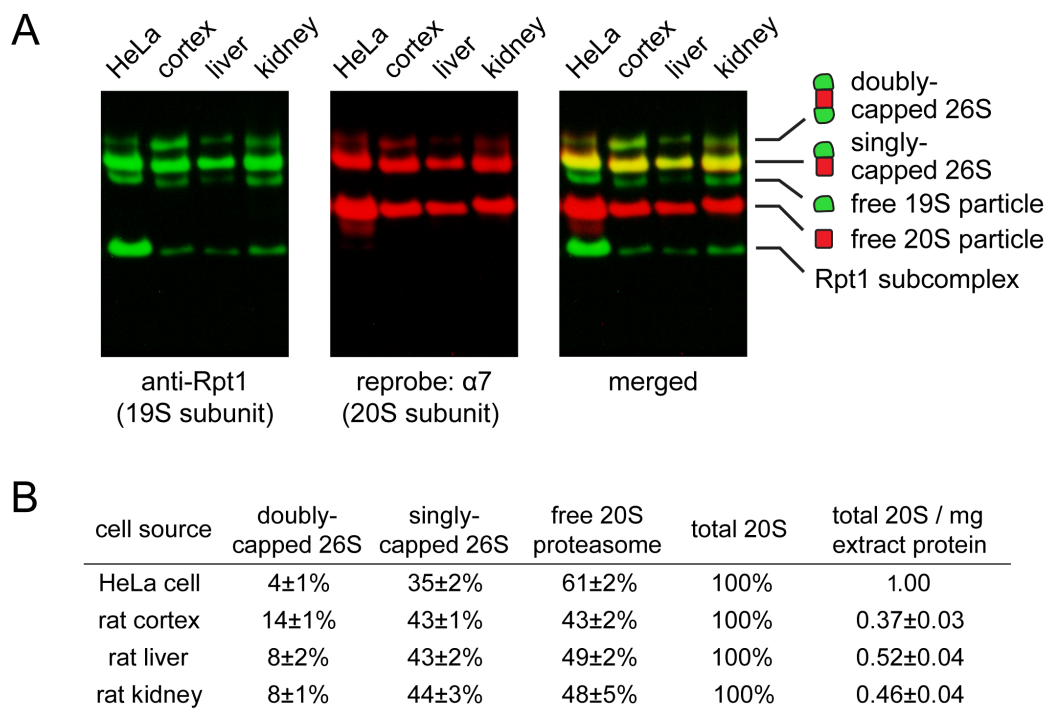 A
HeLa cortex liver kidney
HeLa cortex liver kidney
HeLa cortex liver kidney
doubly-
capped 26S
singly-
capped 26S
free 19S particle
free 20S particle
Rpt1 subcomplex
anti-Rpt1
(19S subunit)
reprobe: α7
(20S subunit)
merged
B
cell source doubly-capped 26S singly-capped 26S free 20S proteasome total 20S total 20S / mg extract protein
HeLa cell 4±1% 35±2% 61±2% 100% 1.00
rat cortex 14±1% 43±1% 43±2% 100% 0.37±0.03
rat liver 8±2% 43±2% 49±2% 100% 0.52±0.04
rat kidney 8±1% 44±3% 48±5% 100% 0.46±0.04